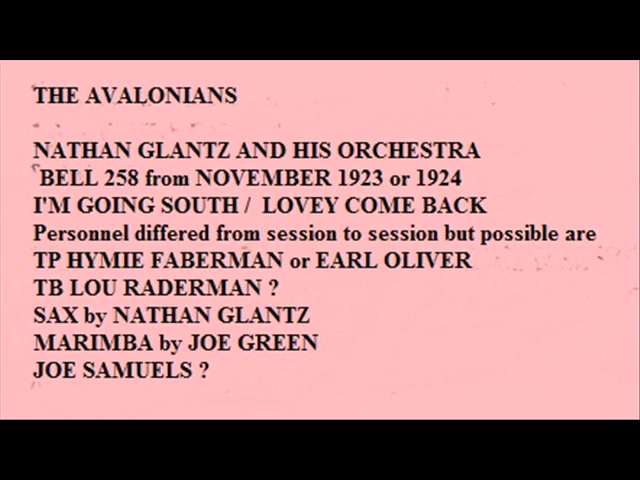 THE AVALONIANS
NATHAN GLANTZ AND HIS ORCHESTRA
BELL 258 from NOVEMBER 1923 or 1924
I'M GOING SOUTH / LOVEY COME BACK
Personnel differed from session to session but possible are
TP HYMIE FABERMAN or EARL OLIVER
TB LOU RADERMAN ?
SAX by NATHAN GLANTZ
MARIMBA by JOE GREEN
JOE SAMUELS ?